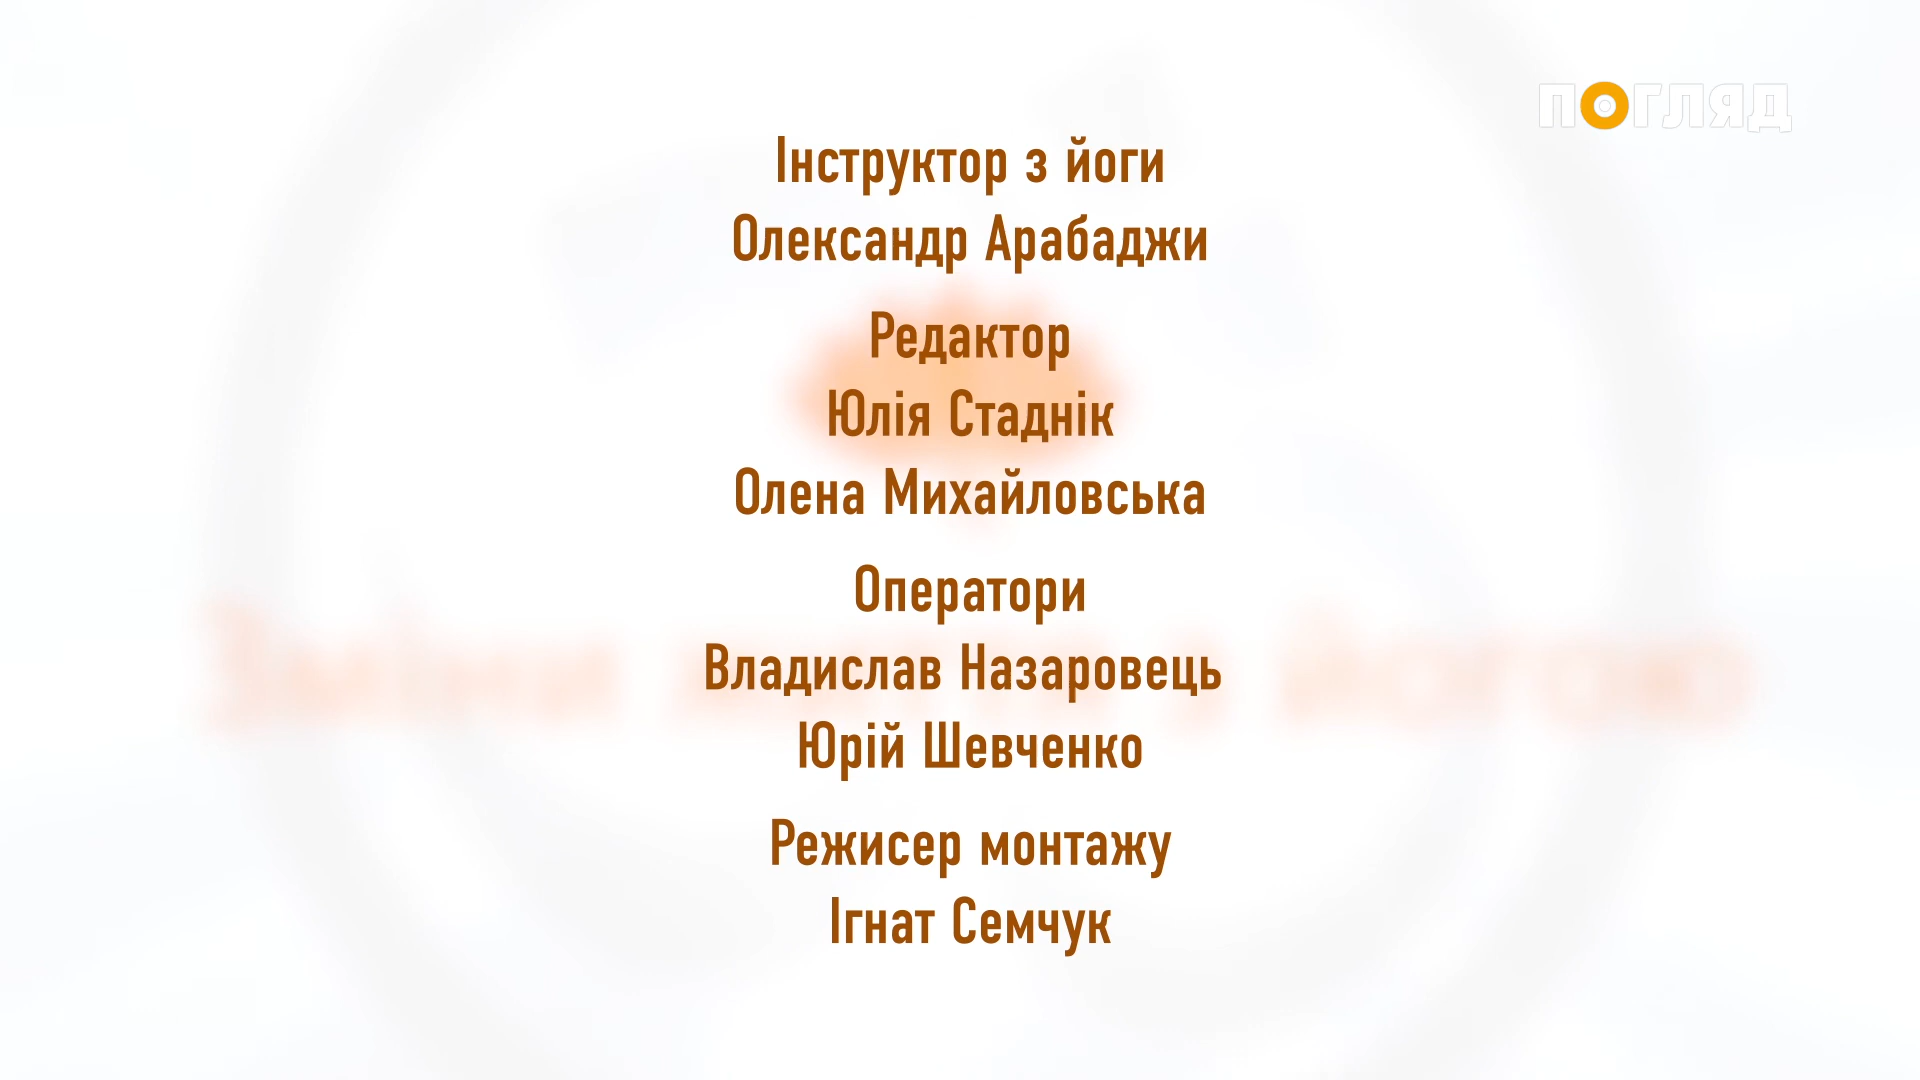 ПОГЛЯД
Інструктор з йоги
Олександр Арабаджи
Редактор
Юлія Стаднік
Олена Михайловська
Оператори
Владислав Назаровець
Юрій Шевченко
Режисер монтажу
Ігнат Семчук